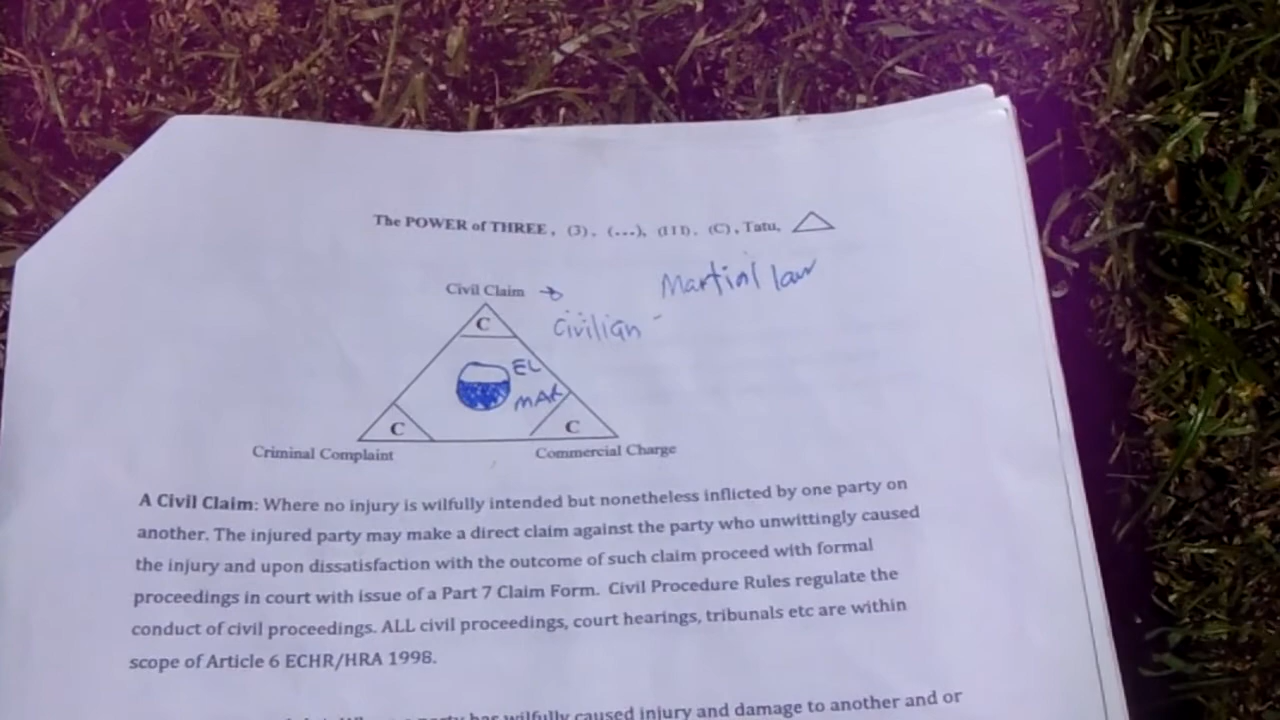 The POWER of THREE, (3), (...), (III), (C), Tatu,
Martial law
Civil Claim →
Civilian
C
EL
MAK
C
C
Criminal Complaint
Commercial Charge
A Civil Claim: Where no injury is wilfully intended but nonetheless inflicted by one party on
another. The injured party may make a direct claim against the party who unwittingly caused
the injury and upon dissatisfaction with the outcome of such claim proceed with formal
proceedings in court with issue of a Part 7 Claim Form. Civil Procedure Rules regulate the
conduct of civil proceedings. ALL civil proceedings, court hearings, tribunals etc are within
scope of Article 6 ECHR/HRA 1998.
party has wilfully caused injury and damage to another and or